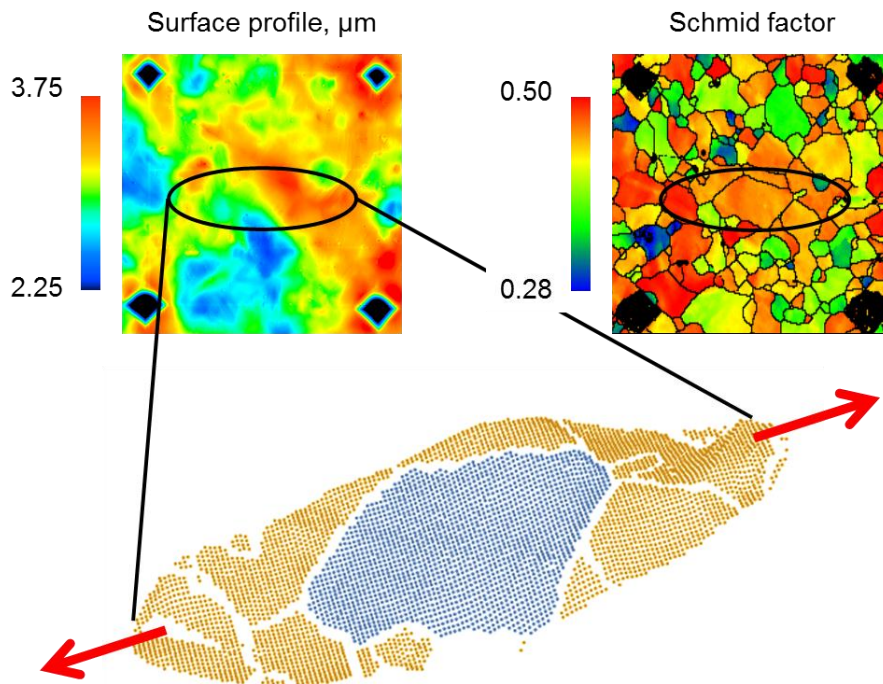 Surface profile, µm
Schmid factor
3.75
2.25
0.50
0.28